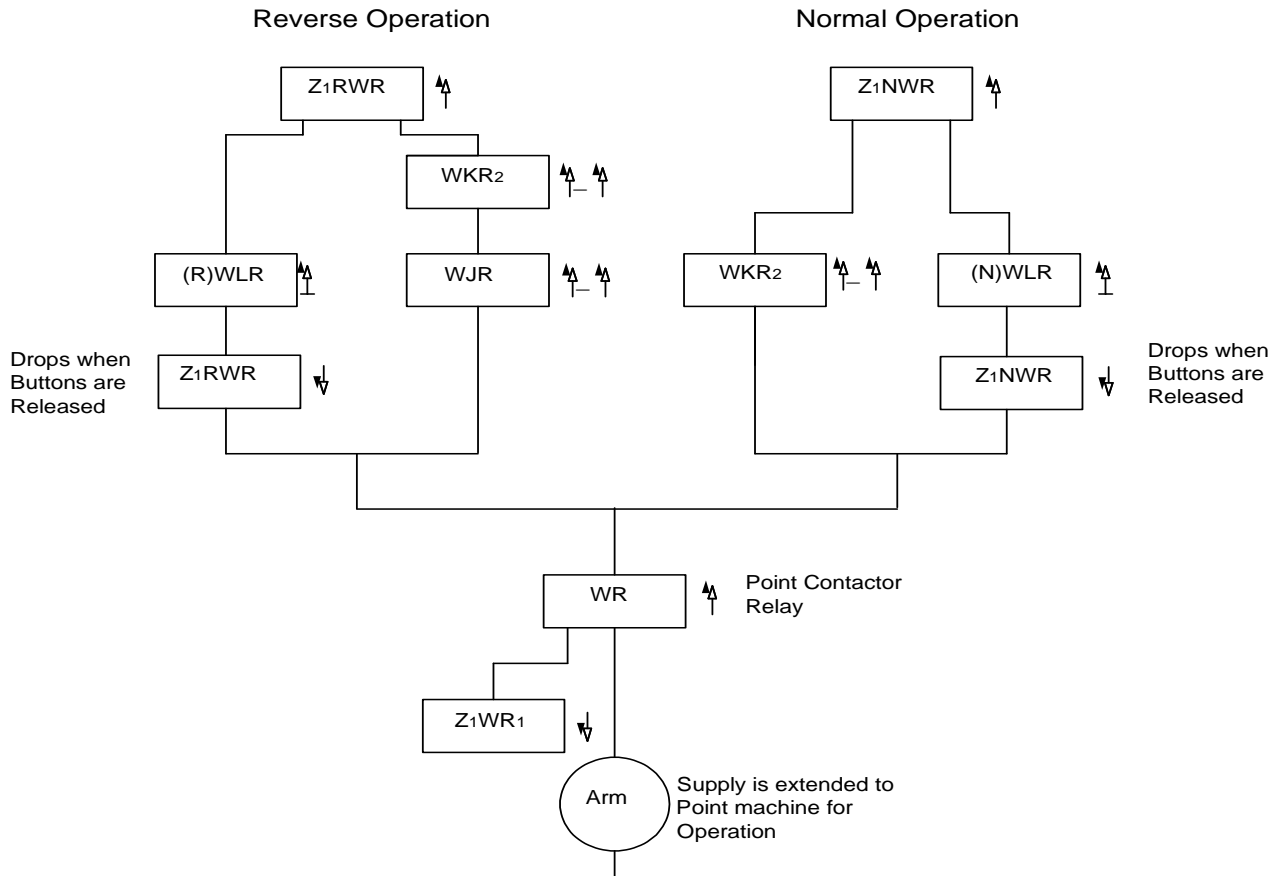 Reverse Operation
Normal Operation
Z1RWR
Z1NWR
WKR2
(R)WLR
WJR
WKR2
(N)WLR
Drops when
Buttons are
Released
Z1RWR
Z1NWR
Drops when
Buttons are
Released
WR
Point Contactor
Relay
Z1WR1
Arm
Supply is extended to
Point machine for
Operation